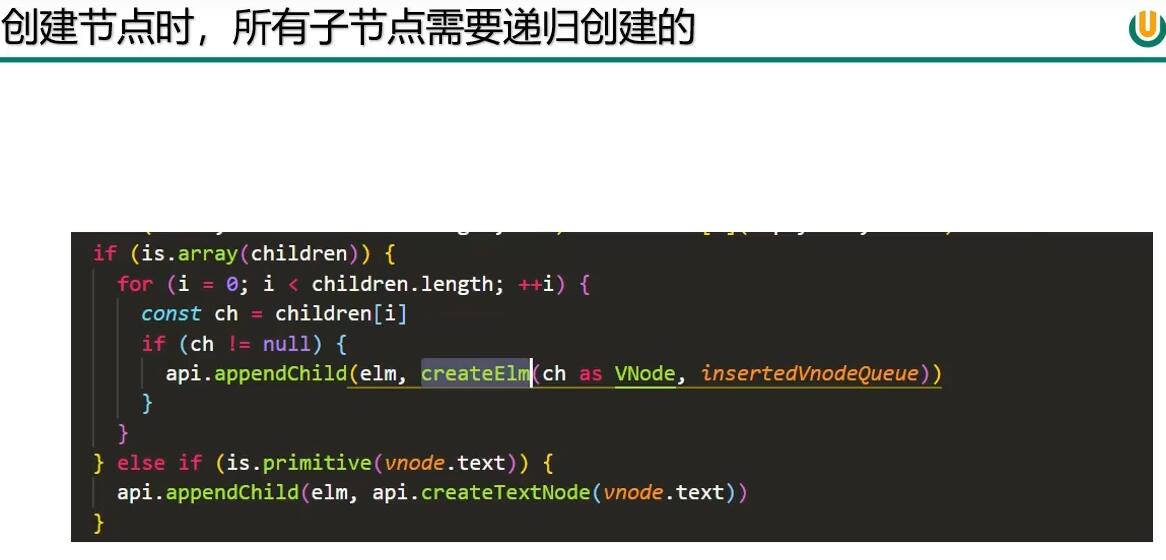 创建节点时，所有子节点需要递归创建的
U
if (is.array(children)) {
for (i = 0; i < children.length; ++i) {
const ch = children[i]
if (ch != null) {
api.appendChild(elm, createElm(ch as VNode, insertedVnodeQueue))
}
}
} else if (is.primitive(vnode.text)) {
api.appendChild(elm, api.createTextNode(vnode.text))
}